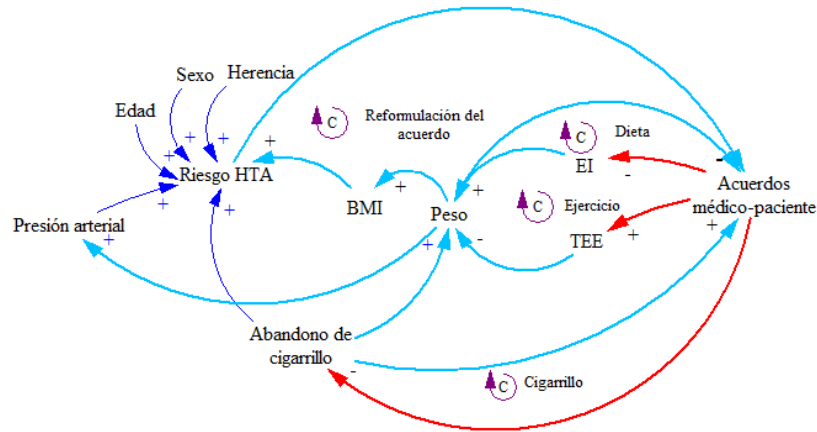 Sexo
Herencia
Edad
+
+
+
+
+
+
+
Riesgo HTA
Presión arterial
+
C
Reformulación del
acuerdo
BMI
+
Peso
+
-
+
C
Dieta
EI
-
C
Ejercicio
TEE
+
-
Acuerdos
médico-paciente
+
Abandono de
cigarrillo
-
C
Cigarrillo